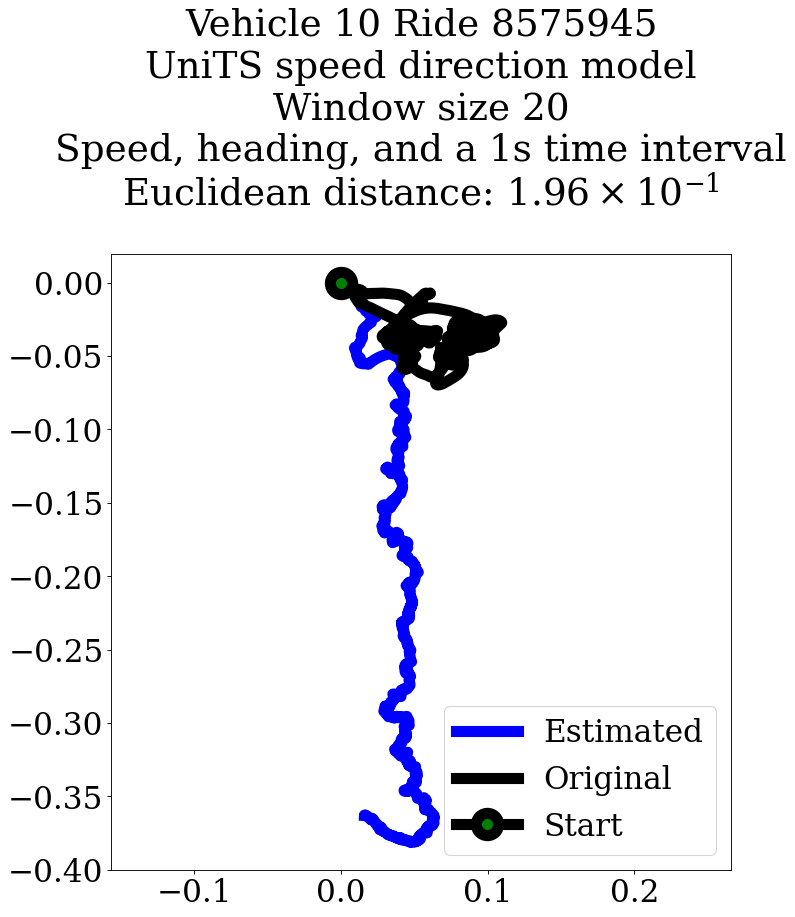 Vehicle 10 Ride 8575945
UniTS speed direction model
Window size 20
Speed, heading, and a 1s time interval
Euclidean distance: 1.96 × 10⁻¹
0.00
−0.05
−0.10
−0.15
−0.20
−0.25
−0.30
−0.35
−0.40
Estimated
Original
Start
−0.1
0.0
0.1
0.2